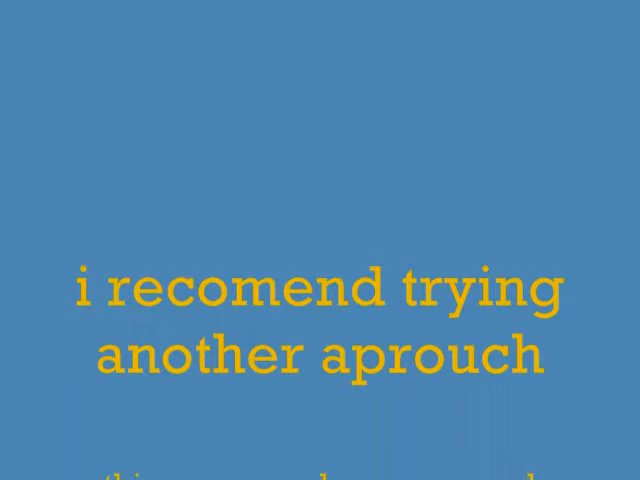 i recomend trying
another aprouch